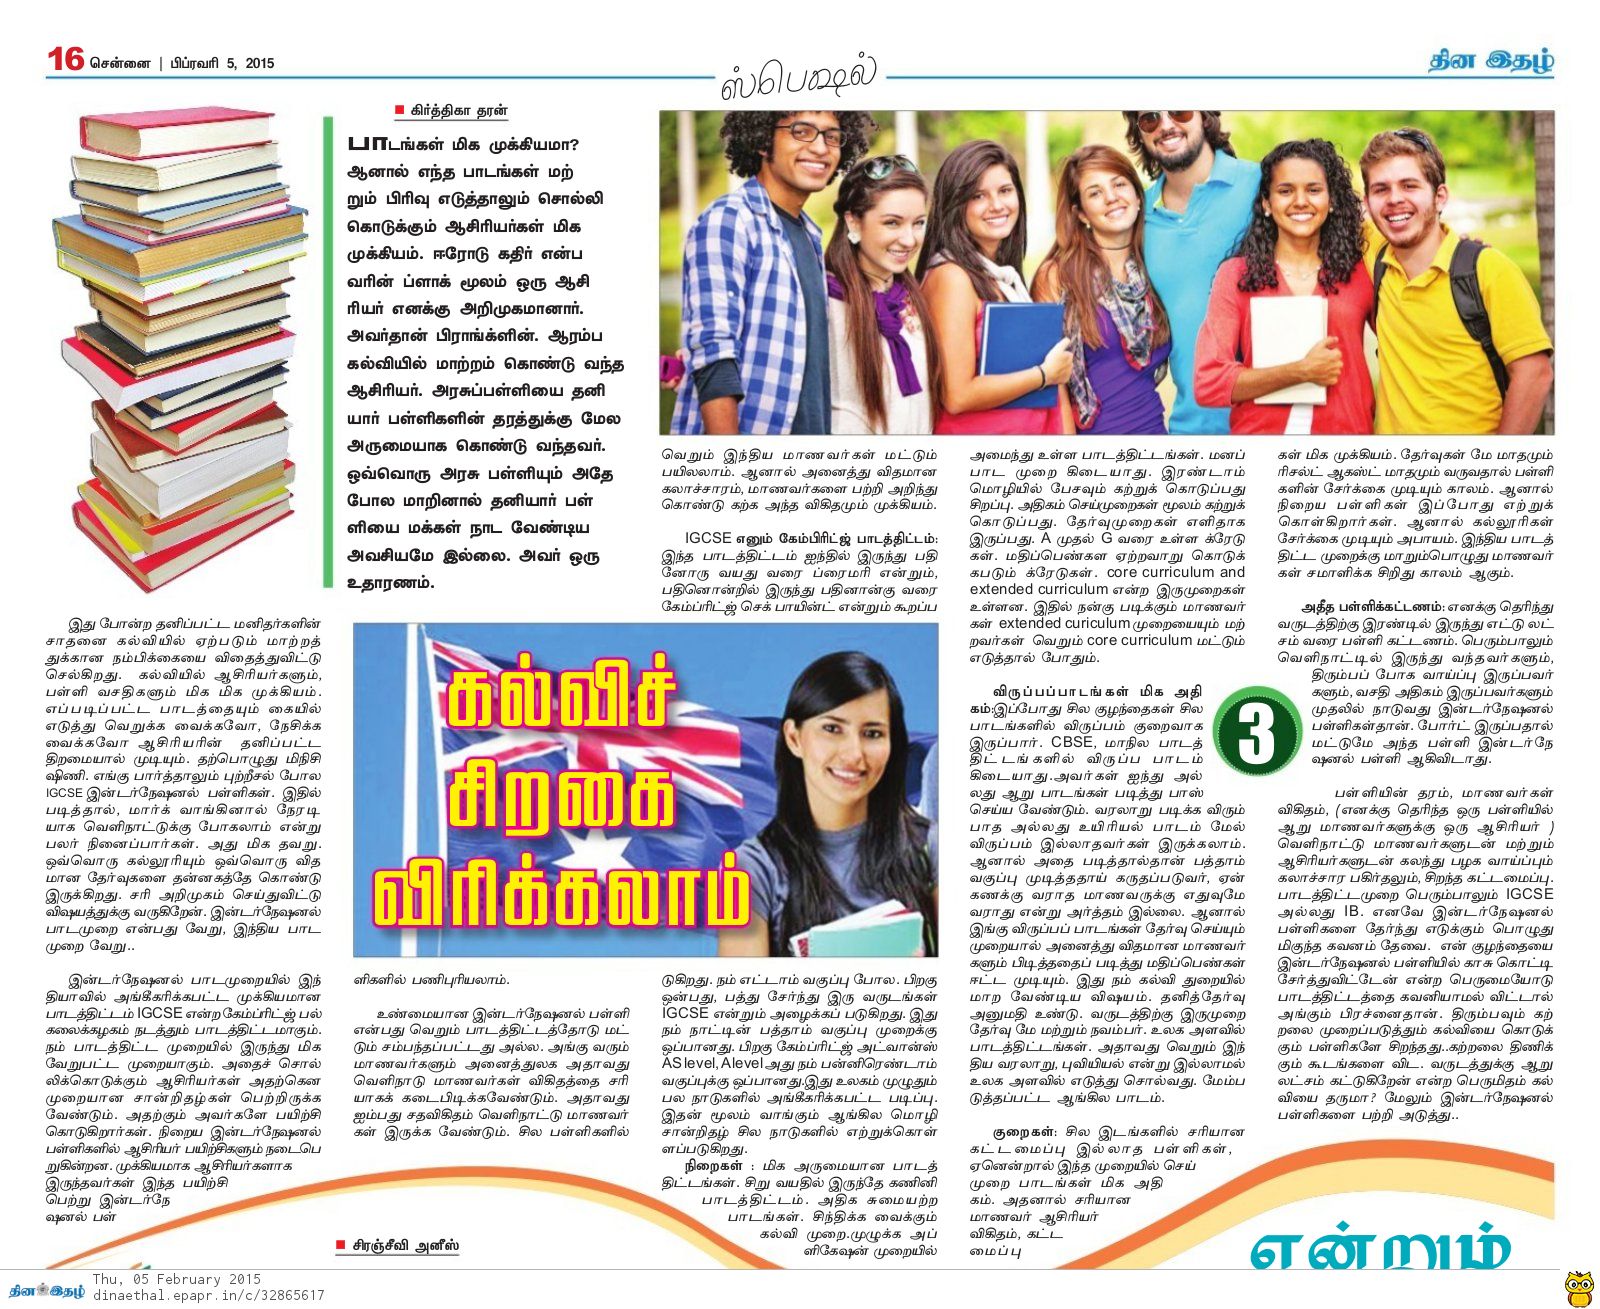 16 சென்னை | பிப்ரவரி 5, 2015
ஸ்பெஷல்
தின இதழ்
கிர்த்திகா தரன்
பாடங்கள் மிக முக்கியமா?
ஆனால் எந்த பாடங்கள் மற்
றும் பிரிவு எடுத்தாலும் சொல்லி
கொடுக்கும் ஆசிரியர்கள் மிக
முக்கியம். ஈரோடு கதிர் என்ப
வரின் ப்ளாக் மூலம் ஒரு ஆசி
ரியர் எனக்கு அறிமுகமானார்.
அவர்தான் பிராங்க்ளின். ஆரம்ப
கல்வியில் மாற்றம் கொண்டு வந்த
ஆசிரியர். அரசுப்பள்ளியை தனி
யார் பள்ளிகளின் தரத்துக்கு மேல
அருமையாக கொண்டு வந்தவர்.
ஒவ்வொரு அரசு பள்ளியும் அதே
போல மாறினால் தனியார் பள்
ளியை மக்கள் நாட வேண்டிய
அவசியமே இல்லை. அவர் ஒரு
உதாரணம்.
இது போன்ற தனிப்பட்ட மனிதர்களின்
சாதனை கல்வியில் ஏற்படும் மாற்றத்
துக்கான நம்பிக்கையை விதைத்துவிட்டு
செல்கிறது. கல்வியில் ஆசிரியர்களும்,
பள்ளி வசதிகளும் மிக மிக முக்கியம்.
எப்படிப்பட்ட பாடத்தையும் கையில்
எடுத்து வெறுக்க வைக்கவோ, நேசிக்க
வைக்கவோ ஆசிரியரின் தனிப்பட்ட
திறமையால் முடியும். தற்பொழுது மிநிசி
ஷிணி. எங்கு பார்த்தாலும் புற்றீசல் போல
IGCSE இன்டர்நேஷனல் பள்ளிகள். இதில்
படித்தால், மார்க் வாங்கினால் நேரடி
யாக வெளிநாட்டுக்கு போகலாம் என்று
பலர் நினைப்பார்கள். அது மிக தவறு.
ஒவ்வொரு கல்லூரியும் ஒவ்வொரு வித
மான தேர்வுகளை தன்னகத்தே கொண்டு
இருக்கிறது. சரி அறிமுகம் செய்துவிட்டு
விஷயத்துக்கு வருகிறேன். இன்டர்நேஷனல்
பாடமுறை என்பது வேறு, இந்திய பாட
முறை வேறு..
இன்டர்நேஷனல் பாடமுறையில் இந்
தியாவில் அங்கீகரிக்கபட்ட முக்கியமான
பாடத்திட்டம் IGCSE என்ற கேம்ப்ரிட்ஜ் பல்
கலைக்கழகம் நடத்தும் பாடத்திட்டமாகும்.
நம் பாடத்திட்ட முறையில் இருந்து மிக
வேறுபட்ட முறையாகும். அதைச் சொல்
லிக்கொடுக்கும் ஆசிரியர்கள் அதற்கென
முறையான சான்றிதழ்கள் பெற்றிருக்க
வேண்டும். அதற்கும் அவர்களே பயிற்சி
கொடுகிறார்கள். நிறைய இன்டர்நேஷனல்
பள்ளிகளில் ஆசிரியர் பயிற்சிகளும் நடைபெ
றுகின்றன. முக்கியமாக ஆசிரியர்களாக
இருந்தவர்கள் இந்த பயிற்சி
பெற்று இன்டர்நே
ஷனல் பள்
கல்விச்
சிறகை
விரிக்கலாம்
ளிகளில் பணிபுரியலாம்.
உண்மையான இன்டர்நேஷனல் பள்ளி
என்பது வெறும் பாடத்திட்டத்தோடு மட்
டும் சம்பந்தப்பட்டது அல்ல. அங்கு வரும்
மாணவர்களும் அனைத்துலக அதாவது
வெளிநாடு மாணவர்கள் விகிதத்தை சரி
யாகக் கடைபிடிக்கவேண்டும். அதாவது
ஐம்பது சதவிகிதம் வெளிநாட்டு மாணவர்
கள் இருக்க வேண்டும். சில பள்ளிகளில்
சிரஞ்சீவி அனீஸ்
வெறும் இந்திய மாணவர்கள் மட்டும்
பயிலலாம். ஆனால் அனைத்து விதமான
கலாச்சாரம், மாணவர்களை பற்றி அறிந்து
கொண்டு கற்க அந்த விகிதமும் முக்கியம்.
IGCSE எனும் கேம்பிரிட்ஜ் பாடத்திட்டம்:
இந்த பாடத்திட்டம் ஐந்தில் இருந்து பதி
னோரு வயது வரை ப்ரைமரி என்றும்,
பதினொன்றில் இருந்து பதினான்கு வரை
கேம்ப்ரிட்ஜ் செக் பாயின்ட் என்றும் கூறப்ப
டுகிறது. நம் எட்டாம் வகுப்பு போல. பிறகு
ஒன்பது, பத்து சேர்ந்து இரு வருடங்கள்
IGCSE என்றும் அழைக்கப் படுகிறது. இது
நம் நாட்டின் பத்தாம் வகுப்பு முறைக்கு
ஒப்பானது. பிறகு கேம்ப்ரிட்ஜ் அட்வான்ஸ்
AS level, A level அது நம் பன்னிரெண்டாம்
வகுப்புக்கு ஒப்பானது.இது உலகம் முழுதும்
பல நாடுகளில் அங்கீகரிக்கபட்ட படிப்பு.
இதன் மூலம் வாங்கும் ஆங்கில மொழி
சான்றிதழ் சில நாடுகளில் எற்றுக்கொள்
ளப்படுகிறது.
நிறைகள் : மிக அருமையான பாடத்
திட்டங்கள். சிறு வயதில் இருந்தே கணினி
பாடத்திட்டம். அதிக சுமையற்ற
பாடங்கள். சிந்திக்க வைக்கும்
கல்வி முறை.முழுக்க அப்
ளிகேஷன் முறையில்
அமைந்து உள்ள பாடத்திட்டங்கள். மனப்
பாட முறை கிடையாது. இரண்டாம்
மொழியில் பேசவும் கற்றுக் கொடுப்பது
சிறப்பு. அதிகம் செய்முறைகள் மூலம் கற்றுக்
கொடுப்பது. தேர்வுமுறைகள் எளிதாக
இருப்பது. A முதல் G வரை உள்ள க்ரேடு
கள். மதிப்பெண்கள ஏற்றவாறு கொடுக்
கபடும் க்ரேடுகள். core curriculum and
extended curriculum என்ற இருமுறைகள்
உள்ளன. இதில் நன்கு படிக்கும் மாணவர்
கள் extended curiculum முறையையும் மற்
றவர்கள் வெறும் core curriculum மட்டும்
எடுத்தால் போதும்.
விருப்பப்பாடங்கள் மிக அதி
கம்:இப்போது சில குழந்தைகள் சில
பாடங்களில் விருப்பம் குறைவாக
இருப்பார். CBSE, மாநில பாடத்
திட் டங்களில் விருப்ப பாடம்
கிடையாது.அவர்கள் ஐந்து அல்
லது ஆறு பாடங்கள் படித்து பாஸ்
செய்ய வேண்டும். வரலாறு படிக்க விரும்
பாத அல்லது உயிரியல் பாடம் மேல்
விருப்பம் இல்லாதவர்கள் இருக்கலாம்.
ஆனால் அதை படித்தால்தான் பத்தாம்
வகுப்பு முடித்ததாய் கருதப்படுவர், ஏன்
கணக்கு வராத மாணவருக்கு எதுவுமே
வராது என்று அர்த்தம் இல்லை. ஆனால்
இங்கு விருப்பப் பாடங்கள் தேர்வு செய்யும்
முறையால் அனைத்து விதமான மாணவர்
களும் பிடித்ததைப் படித்து மதிப்பெண்கள்
ஈட்ட முடியும். இது நம் கல்வி துறையில்
மாற வேண்டிய விஷயம். தனித்தேர்வு
அனுமதி உண்டு. வருடத்திற்கு இருமுறை
தேர்வு மே மற்றும் நவம்பர். உலக அளவில்
பாடத்திட்டங்கள். அதாவது வெறும் இந்
திய வரலாறு, புவியியல் என்று இல்லாமல்
உலக அளவில் எடுத்து சொல்வது. மேம்ப
டுத்தப்பட்ட ஆங்கில பாடம்.
குறைகள்: சில இடங்களில் சரியான
கட்டமைப்பு இல்லாத பள்ளிகள்,
ஏனென்றால் இந்த முறையில் செய்
முறை பாடங்கள் மிக அதி
கம். அதனால் சரியான
மாணவர் ஆசிரியர்
விகிதம், கட்ட
மைப்பு
கள் மிக முக்கியம். தேர்வுகள் மே மாதமும்
ரிசல்ட் ஆகஸ்ட் மாதமும் வருவதால் பள்ளி
களின் சேர்க்கை முடியும் காலம். ஆனால்
நிறைய பள்ளிகள் இப்போது எற்றுக்
கொள்கிறார்கள். ஆனால் கல்லூரிகள்
சேர்க்கை முடியும் அபாயம். இந்திய பாடத்
திட்ட முறைக்கு மாறும்பொழுது மாணவர்
கள் சமாளிக்க சிறிது காலம் ஆகும்.
அதீத பள்ளிக்கட்டணம்: எனக்கு தெரிந்து
வருடத்திற்கு இரண்டில் இருந்து எட்டு லட்
சம் வரை பள்ளி கட்டணம். பெரும்பாலும்
வெளிநாட்டில் இருந்து வந்தவர்களும்,
திரும்பப் போக வாய்ப்பு இருப்பவர்
களும், வசதி அதிகம் இருப்பவர்களும்
முதலில் நாடுவது இன்டர்நேஷனல்
பள்ளிகள்தான். போர்ட் இருப்பதால்
மட்டுமே அந்த பள்ளி இன்டர்நே
ஷனல் பள்ளி ஆகிவிடாது.
3
பள்ளியின் தரம், மாணவர்கள்
விகிதம், (எனக்கு தெரிந்த ஒரு பள்ளியில்
ஆறு மாணவர்களுக்கு ஒரு ஆசிரியர் )
வெளிநாட்டு மாணவர்களுடன் மற்றும்
ஆசிரியர்களுடன் கலந்து பழக வாய்ப்பும்
கலாச்சார பகிர்தலும், சிறந்த கட்டமைப்பு.
பாடத்திட்டமுறை பெரும்பாலும் IGCSE
அல்லது IB. எனவே இன்டர்நேஷனல்
பள்ளிகளை தேர்ந்து எடுக்கும் பொழுது
மிகுந்த கவனம் தேவை. என் குழந்தையை
இன்டர்நேஷனல் பள்ளியில் காசு கொட்டி
சேர்த்துவிட்டேன் என்ற பெருமையோடு
பாடத்திட்டத்தை கவனியாமல் விட்டால்
அங்கும் பிரச்னைதான். திரும்பவும் கற்
றலை முறைப்படுத்தும் கல்வியை கொடுக்
கும் பள்ளிகளே சிறந்தது..கற்றலை திணிக்
கும் கூடங்களை விட. வருடத்துக்கு ஆறு
லட்சம் கட்டுகிறேன் என்ற பெருமிதம் கல்
வியை தருமா? மேலும் இன்டர்நேஷனல்
பள்ளிகளை பற்றி அடுத்து..
என்றும்
தின இதழ்
Thu, 05 February 2015
dinaethal.epapr.in/c/32865617